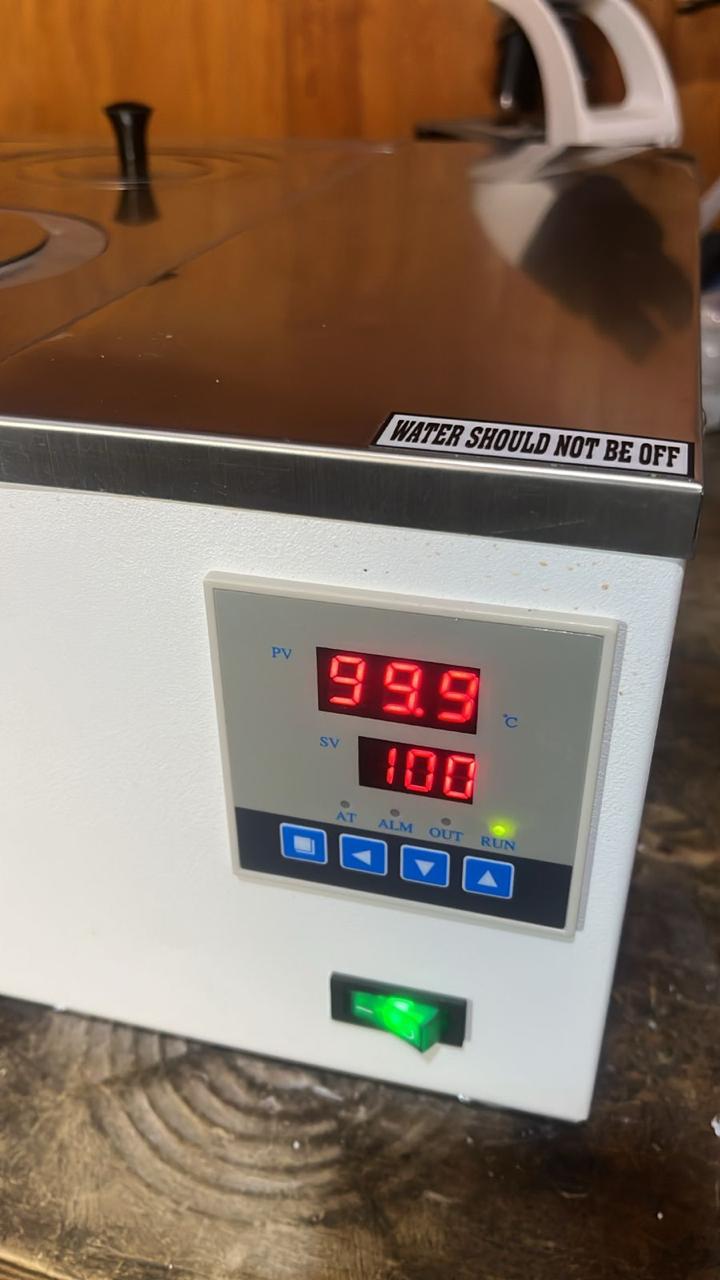 WATER SHOULD NOT BE OFF
PV 99.9 °C
SV 100
AT ALM OUT RUN